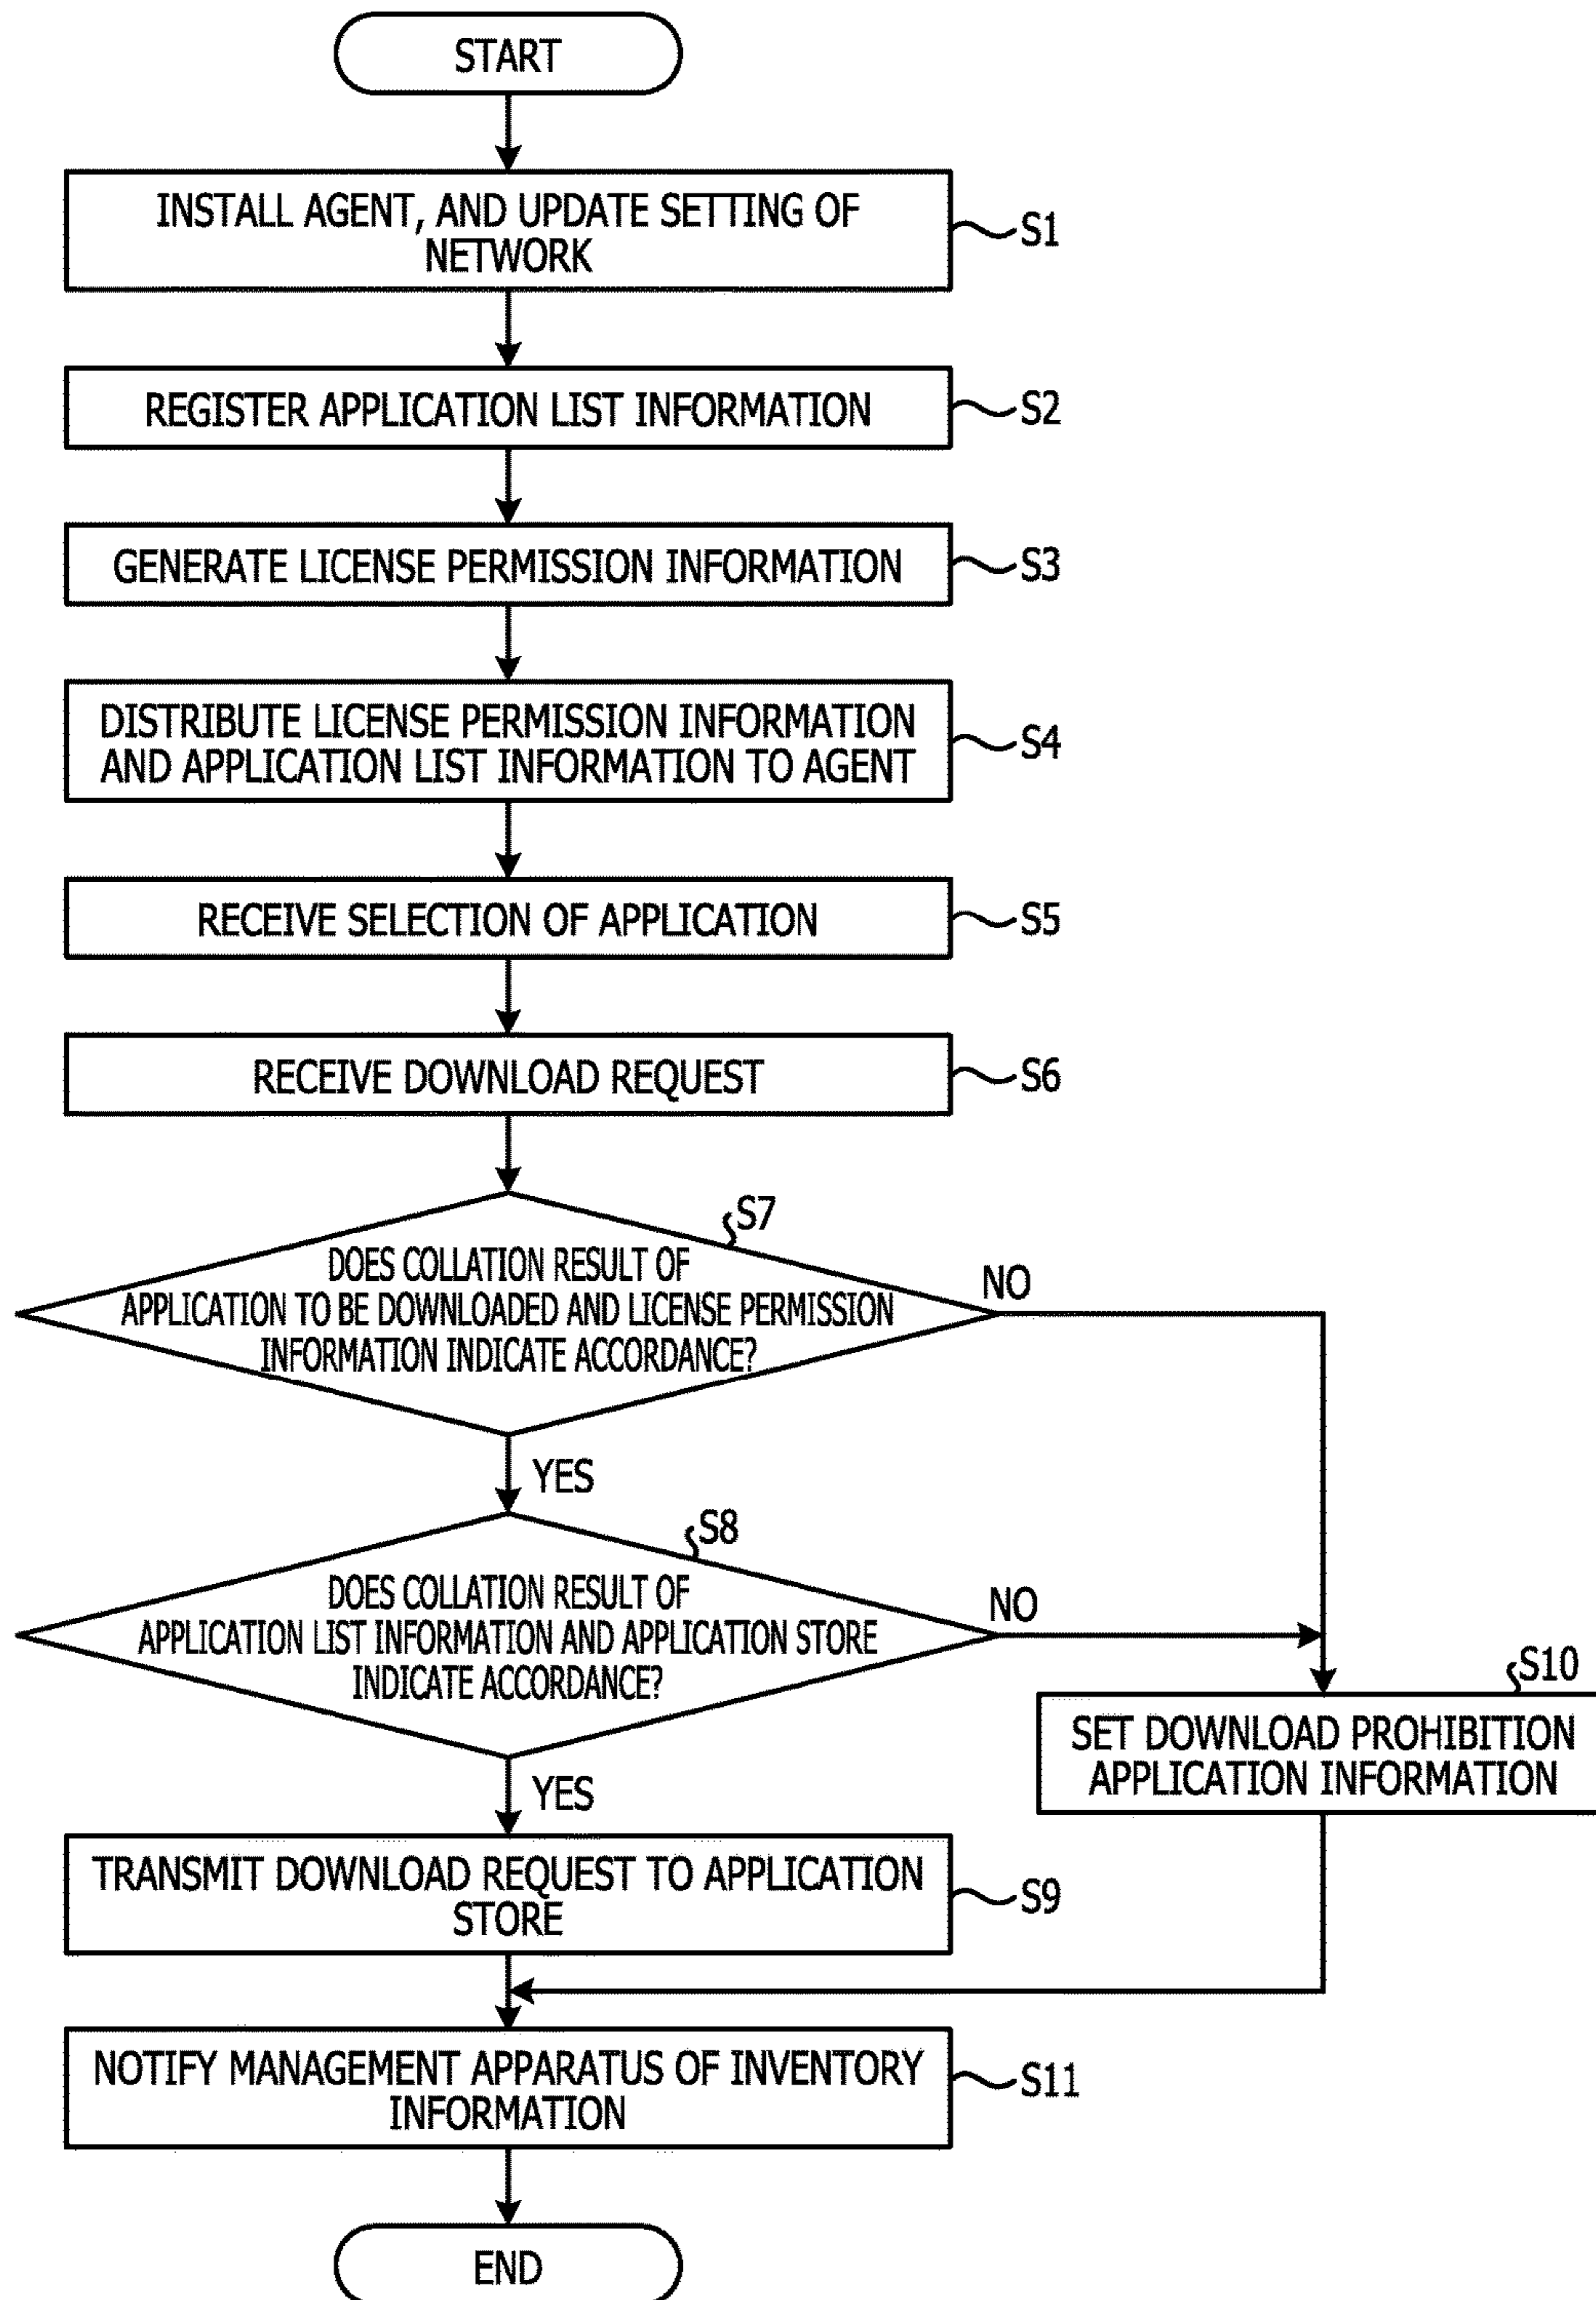 START
INSTALL AGENT, AND UPDATE SETTING OF
NETWORK
S1
REGISTER APPLICATION LIST INFORMATION
S2
GENERATE LICENSE PERMISSION INFORMATION
S3
DISTRIBUTE LICENSE PERMISSION INFORMATION
AND APPLICATION LIST INFORMATION TO AGENT
S4
RECEIVE SELECTION OF APPLICATION
S5
RECEIVE DOWNLOAD REQUEST
S6
S7
DOES COLLATION RESULT OF
APPLICATION TO BE DOWNLOADED AND LICENSE PERMISSION
INFORMATION INDICATE ACCORDANCE?
NO
YES
S8
DOES COLLATION RESULT OF
APPLICATION LIST INFORMATION AND APPLICATION STORE
INDICATE ACCORDANCE?
NO
YES
S10
SET DOWNLOAD PROHIBITION
APPLICATION INFORMATION
TRANSMIT DOWNLOAD REQUEST TO APPLICATION
STORE
S9
NOTIFY MANAGEMENT APPARATUS OF INVENTORY
INFORMATION
S11
END